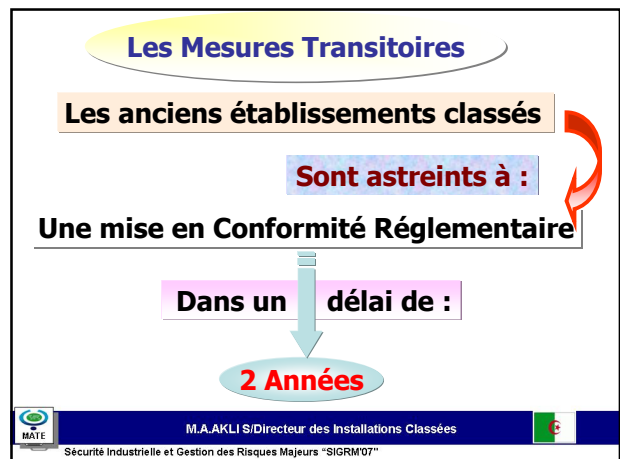 Les Mesures Transitoires
Les anciens établissements classés
Sont astreints à :
Une mise en Conformité Réglementaire
Dans un délai de :
2 Années
MATE
M.A.AKLI S/Directeur des Installations Classées
Sécurité Industrielle et Gestion des Risques Majeurs “SIGRM'07”